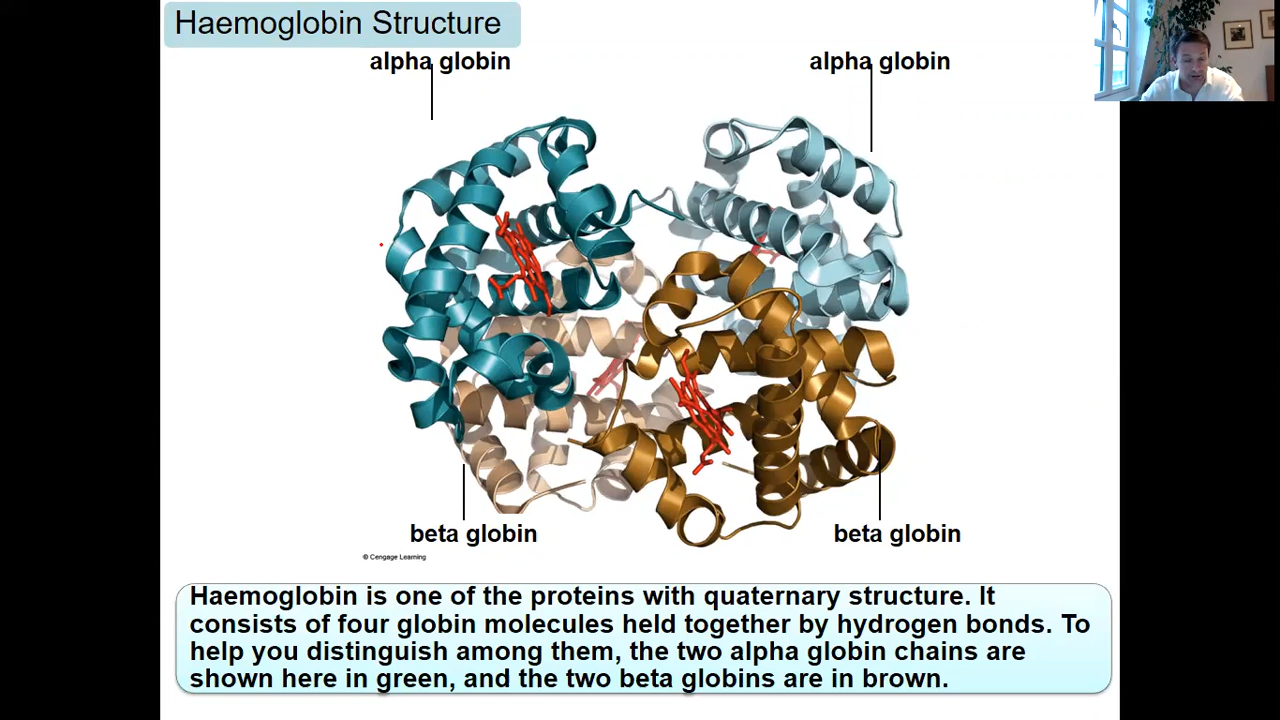 Haemoglobin Structure
alpha globin
alpha globin
beta globin
beta globin
© Cengage Learning
Haemoglobin is one of the proteins with quaternary structure. It
consists of four globin molecules held together by hydrogen bonds. To
help you distinguish among them, the two alpha globin chains are
shown here in green, and the two beta globins are in brown.